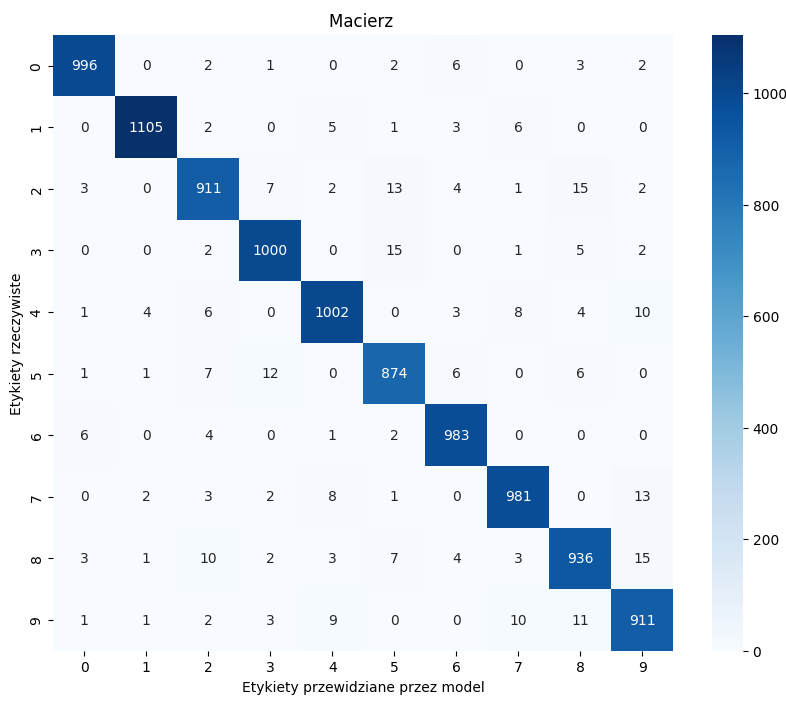 Macierz
0 996 0 2 1 0 2 6 0 3 2
1 0 1105 2 0 5 1 3 6 0 0
2 3 0 911 7 2 13 4 1 15 2
3 0 0 2 1000 0 15 0 1 5 2
4 1 4 6 0 1002 0 3 8 4 10
5 1 1 7 12 0 874 6 0 6 0
6 6 0 4 0 1 2 983 0 0 0
7 0 2 3 2 8 1 0 981 0 13
8 3 1 10 2 3 7 4 3 936 15
9 1 1 2 3 9 0 0 10 11 911
0 1 2 3 4 5 6 7 8 9
Etykiety rzeczywiste
Etykiety przewidziane przez model
1000
800
600
400
200
0